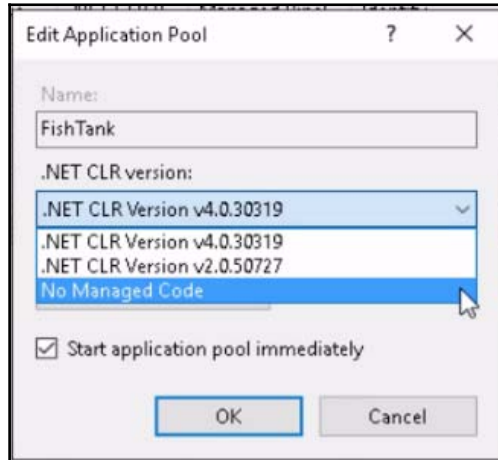 Edit Application Pool
Name:
FishTank
.NET CLR version:
.NET CLR Version v4.0.30319
.NET CLR Version v4.0.30319
.NET CLR Version v2.0.50727
No Managed Code
Start application pool immediately
OK Cancel